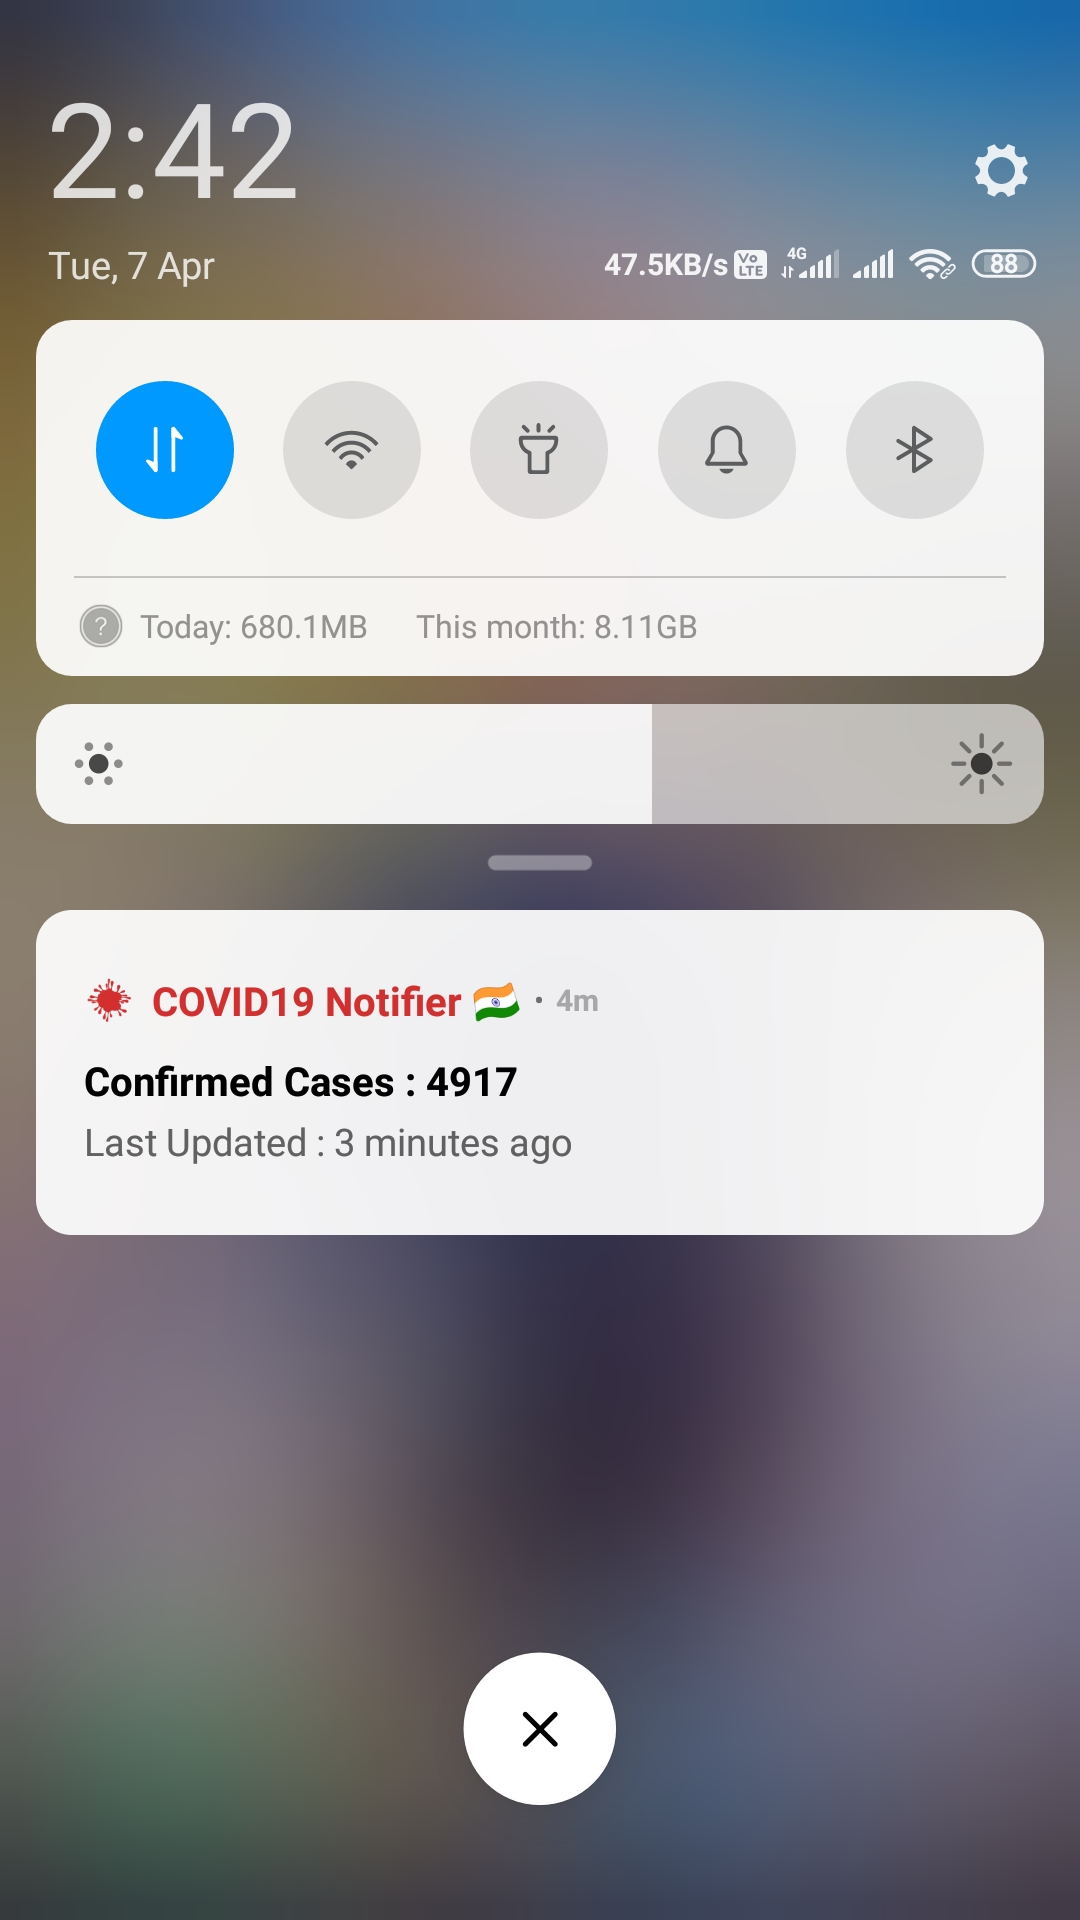 2:42
Tue, 7 Apr
47.5KB/s Vo LTE 4G 88
? Today: 680.1MB This month: 8.11GB
COVID19 Notifier 🇮🇳 · 4m
Confirmed Cases : 4917
Last Updated : 3 minutes ago